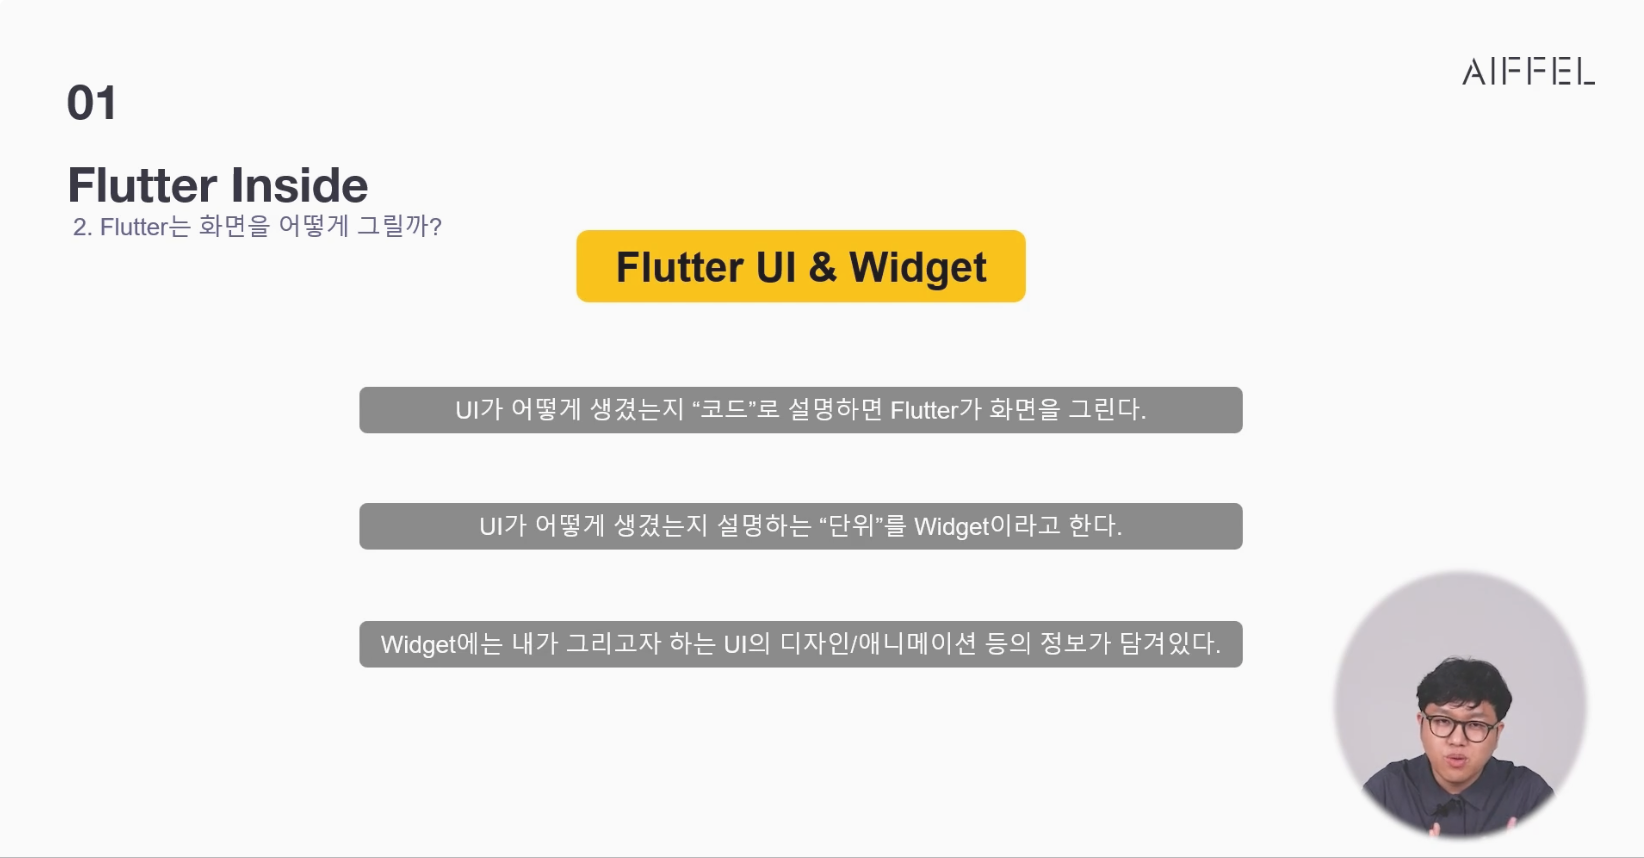 AIFFEL
01
Flutter Inside
2. Flutter는 화면을 어떻게 그릴까?
Flutter UI & Widget
UI가 어떻게 생겼는지 “코드”로 설명하면 Flutter가 화면을 그린다.
UI가 어떻게 생겼는지 설명하는 “단위”를 Widget이라고 한다.
Widget에는 내가 그리고자 하는 UI의 디자인/애니메이션 등의 정보가 담겨있다.